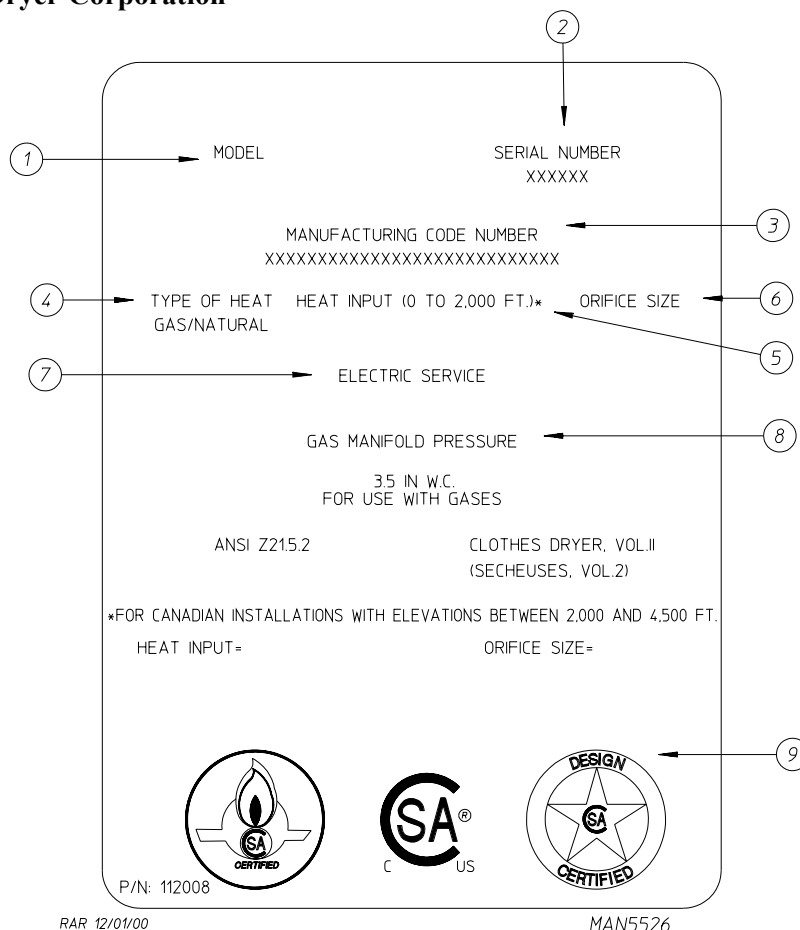 Dryer Corporation
2
1 MODEL SERIAL NUMBER
XXXXXX
3
MANUFACTURING CODE NUMBER
XXXXXXXXXXXXXXXXXXXXXXXXXXXX
4 TYPE OF HEAT HEAT INPUT (0 TO 2,000 FT.)* ORIFICE SIZE 6
GAS/NATURAL
5
7 ELECTRIC SERVICE
GAS MANIFOLD PRESSURE 8
3.5 IN W.C.
FOR USE WITH GASES
ANSI Z21.5.2 CLOTHES DRYER, VOL.II
(SECHEUSES, VOL.2)
*FOR CANADIAN INSTALLATIONS WITH ELEVATIONS BETWEEN 2,000 AND 4,500 FT.
HEAT INPUT= ORIFICE SIZE=
9
SA
CERTIFIED
CSA®
C US
DESIGN
CSA
CERTIFIED
P/N: 112008
RAR 12/01/00 MAN5526